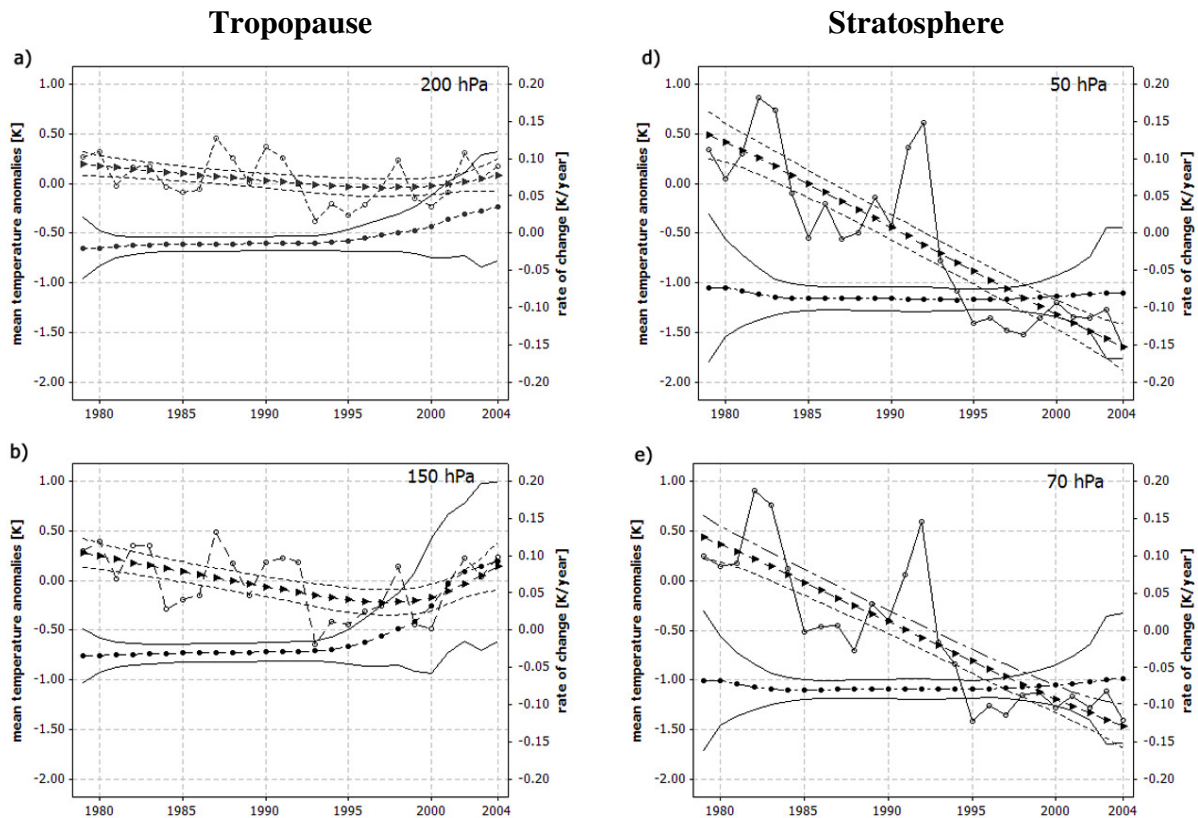 Tropopause
Stratosphere
a)
200 hPa
mean temperature anomalies [K]
1.00
0.50
0.00
-0.50
-1.00
-1.50
-2.00
0.20
0.15
0.10
0.05
0.00
-0.05
-0.10
-0.15
-0.20
rate of change [K/year]
1980 1985 1990 1995 2000 2004
d)
50 hPa
mean temperature anomalies [K]
1.00
0.50
0.00
-0.50
-1.00
-1.50
-2.00
0.20
0.15
0.10
0.05
0.00
-0.05
-0.10
-0.15
-0.20
rate of change [K/year]
1980 1985 1990 1995 2000 2004
b)
150 hPa
mean temperature anomalies [K]
1.00
0.50
0.00
-0.50
-1.00
-1.50
-2.00
0.20
0.15
0.10
0.05
0.00
-0.05
-0.10
-0.15
-0.20
rate of change [K/year]
1980 1985 1990 1995 2000 2004
e)
70 hPa
mean temperature anomalies [K]
1.00
0.50
0.00
-0.50
-1.00
-1.50
-2.00
0.20
0.15
0.10
0.05
0.00
-0.05
-0.10
-0.15
-0.20
rate of change [K/year]
1980 1985 1990 1995 2000 2004